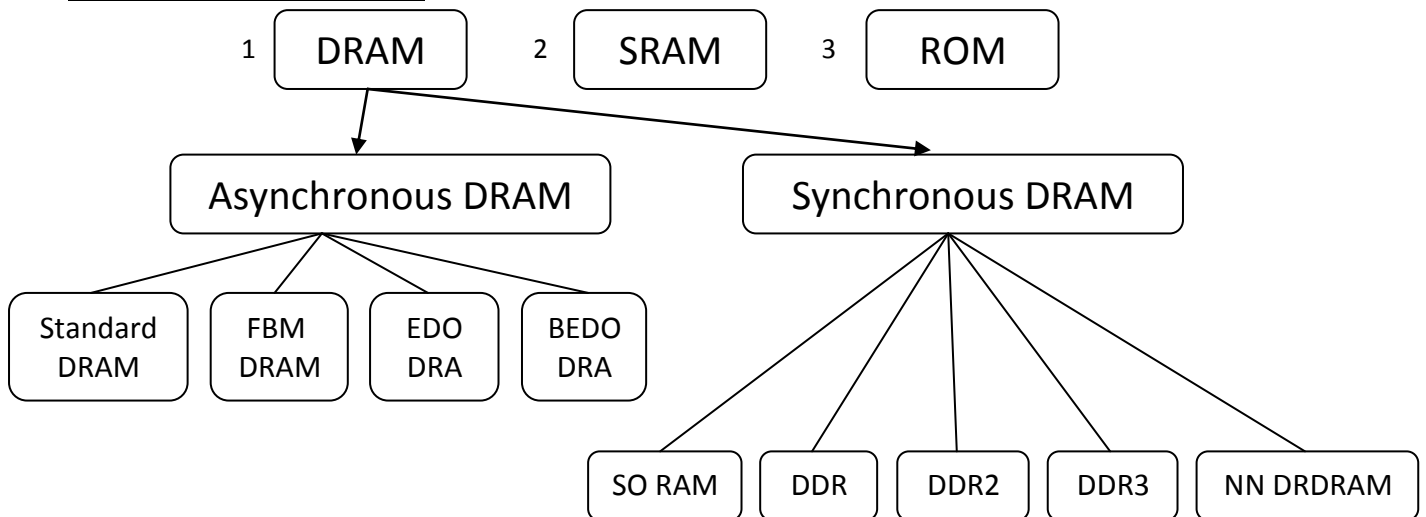 1 DRAM 2 SRAM 3 ROM
Asynchronous DRAM Synchronous DRAM
Standard DRAM
FBM DRAM
EDO DRA
BEDO DRA
SO RAM DDR DDR2 DDR3 NN DRDRAM